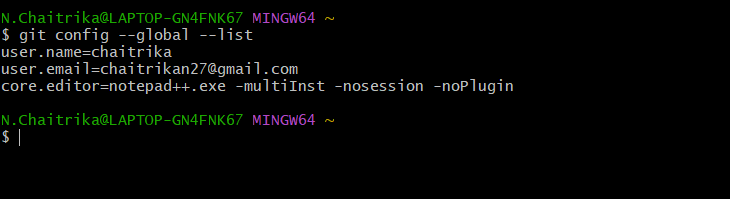 N.Chaitrika@LAPTOP-GN4FNK67 MINGW64 ~
$ git config --global --list
user.name=chaitrika
user.email=chaitrikan27@gmail.com
core.editor=notepad++.exe -multiInst -nosession -noPlugin
N.Chaitrika@LAPTOP-GN4FNK67 MINGW64 ~
$